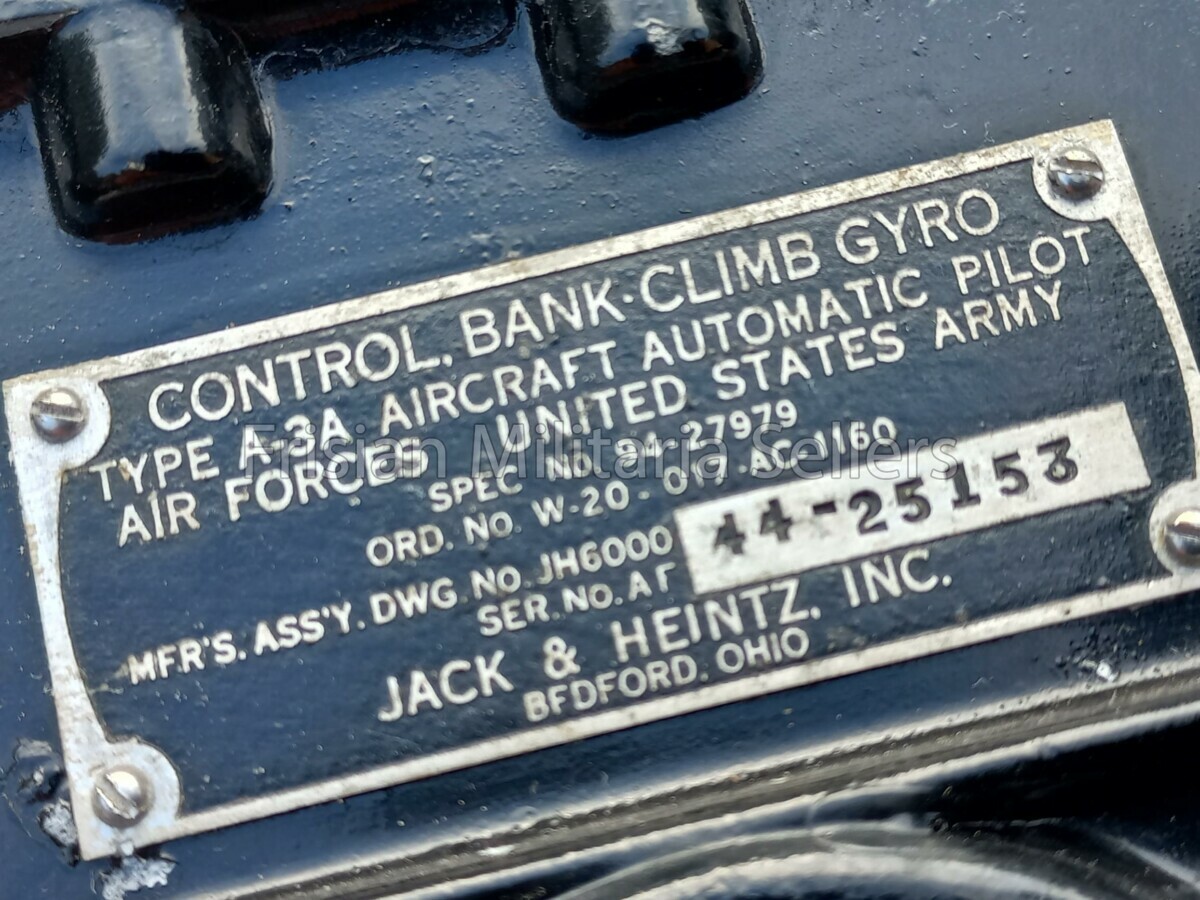 CONTROL, BANK-CLIMB GYRO
TYPE A-3A AIRCRAFT AUTOMATIC PILOT
AIR FORCES UNITED STATES ARMY
Frisian Militaria Sellers
SPEC NO. 94-27979
ORD. NO. W-20-017 AC-1160
MFR'S. ASS'Y. DWG. NO. JH6000
SER. NO. AF 44-25153
JACK & HEINTZ, INC.
BEDFORD, OHIO